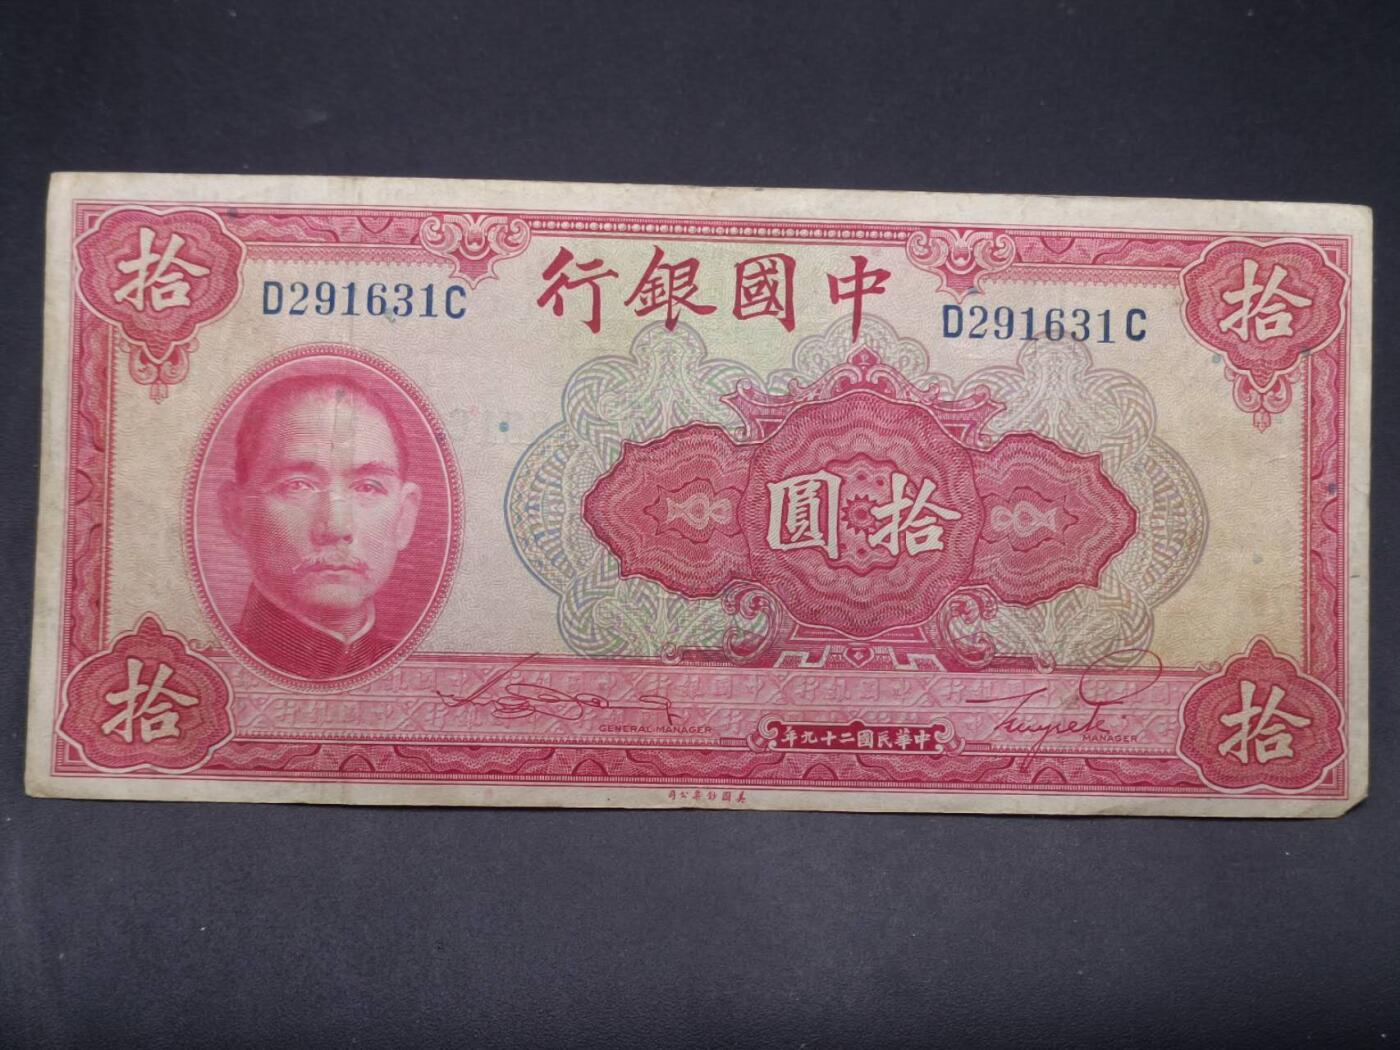 中國銀行
拾
拾
D291631C
D291631C
拾圓
拾
拾
GENERAL MANAGER
中華民國二十九年
MANAGER
美國鈔票公司